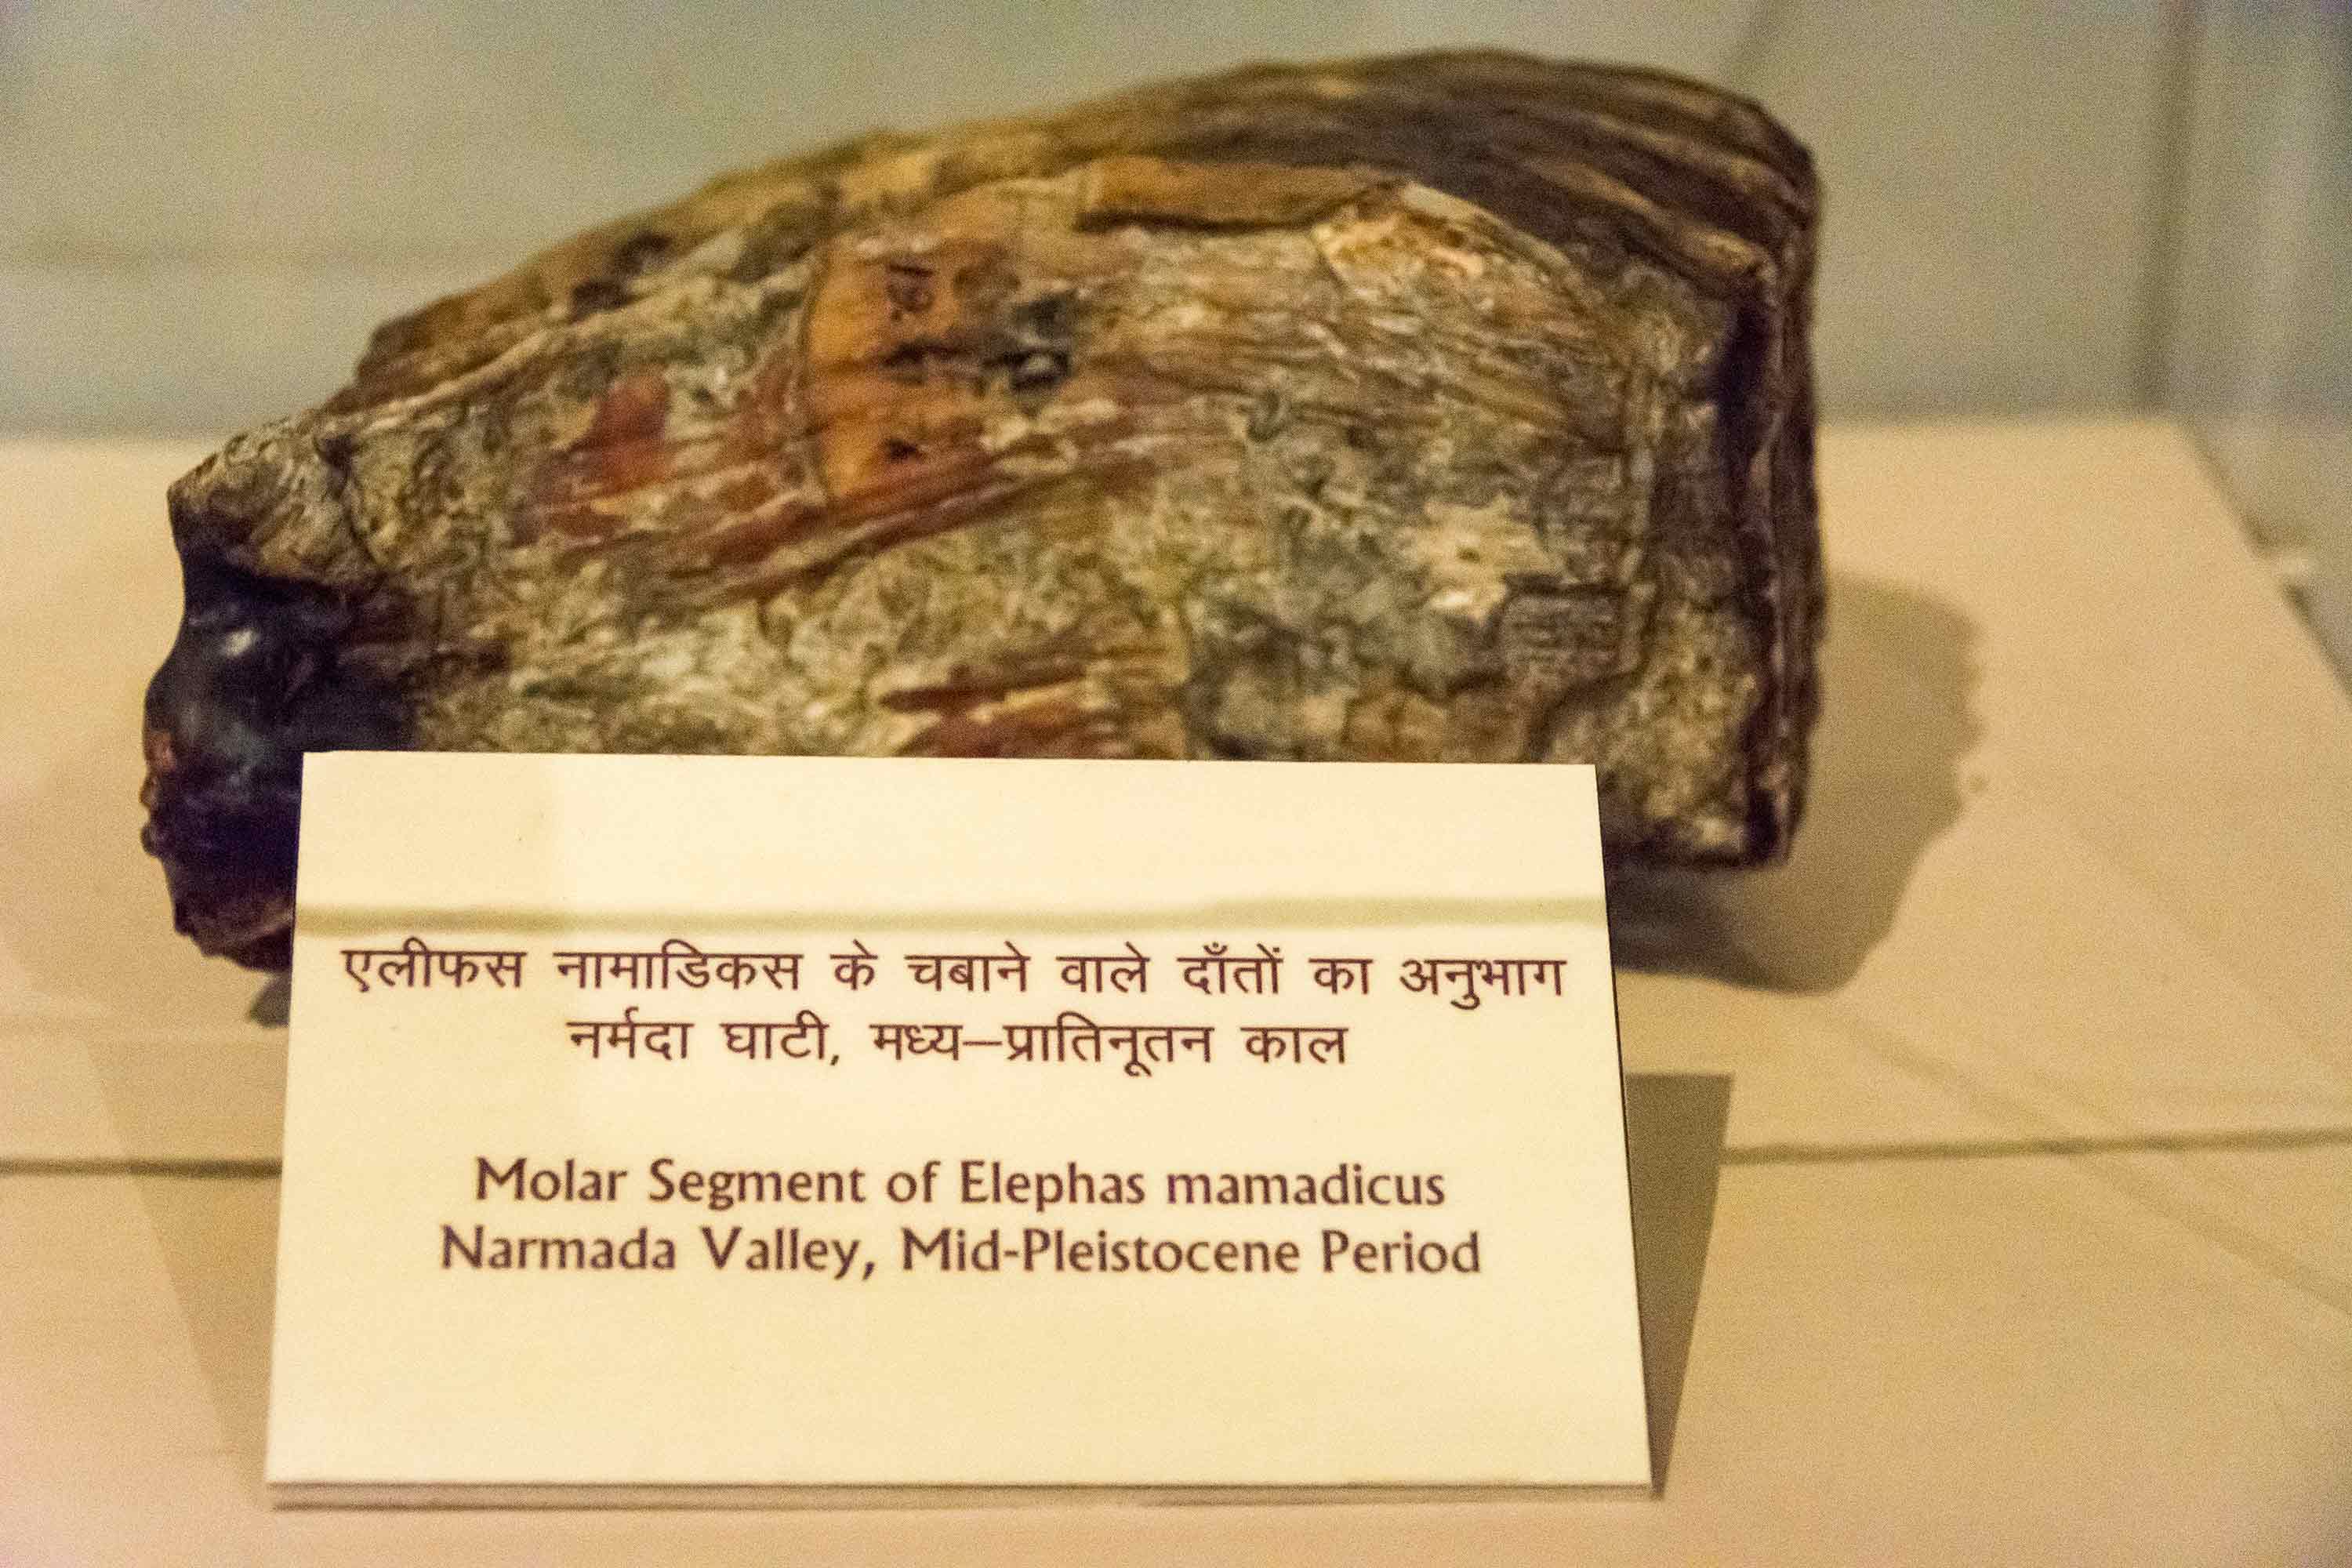 एलीफस नामाडिकस के चबाने वाले दाँतों का अनुभाग
नर्मदा घाटी, मध्य–प्रातिनूतन काल
Molar Segment of Elephas mamadicus
Narmada Valley, Mid-Pleistocene Period